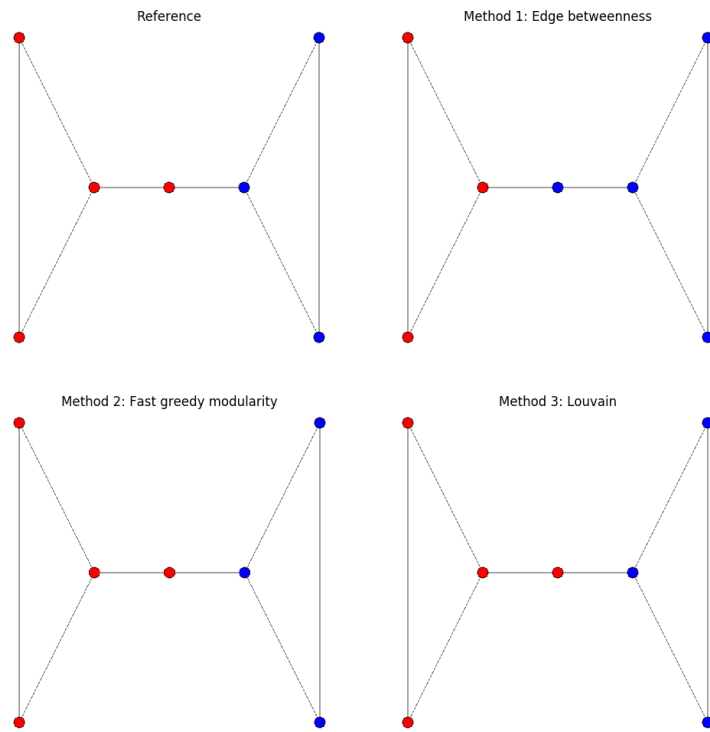 Reference
Method 1: Edge betweenness
Method 2: Fast greedy modularity
Method 3: Louvain